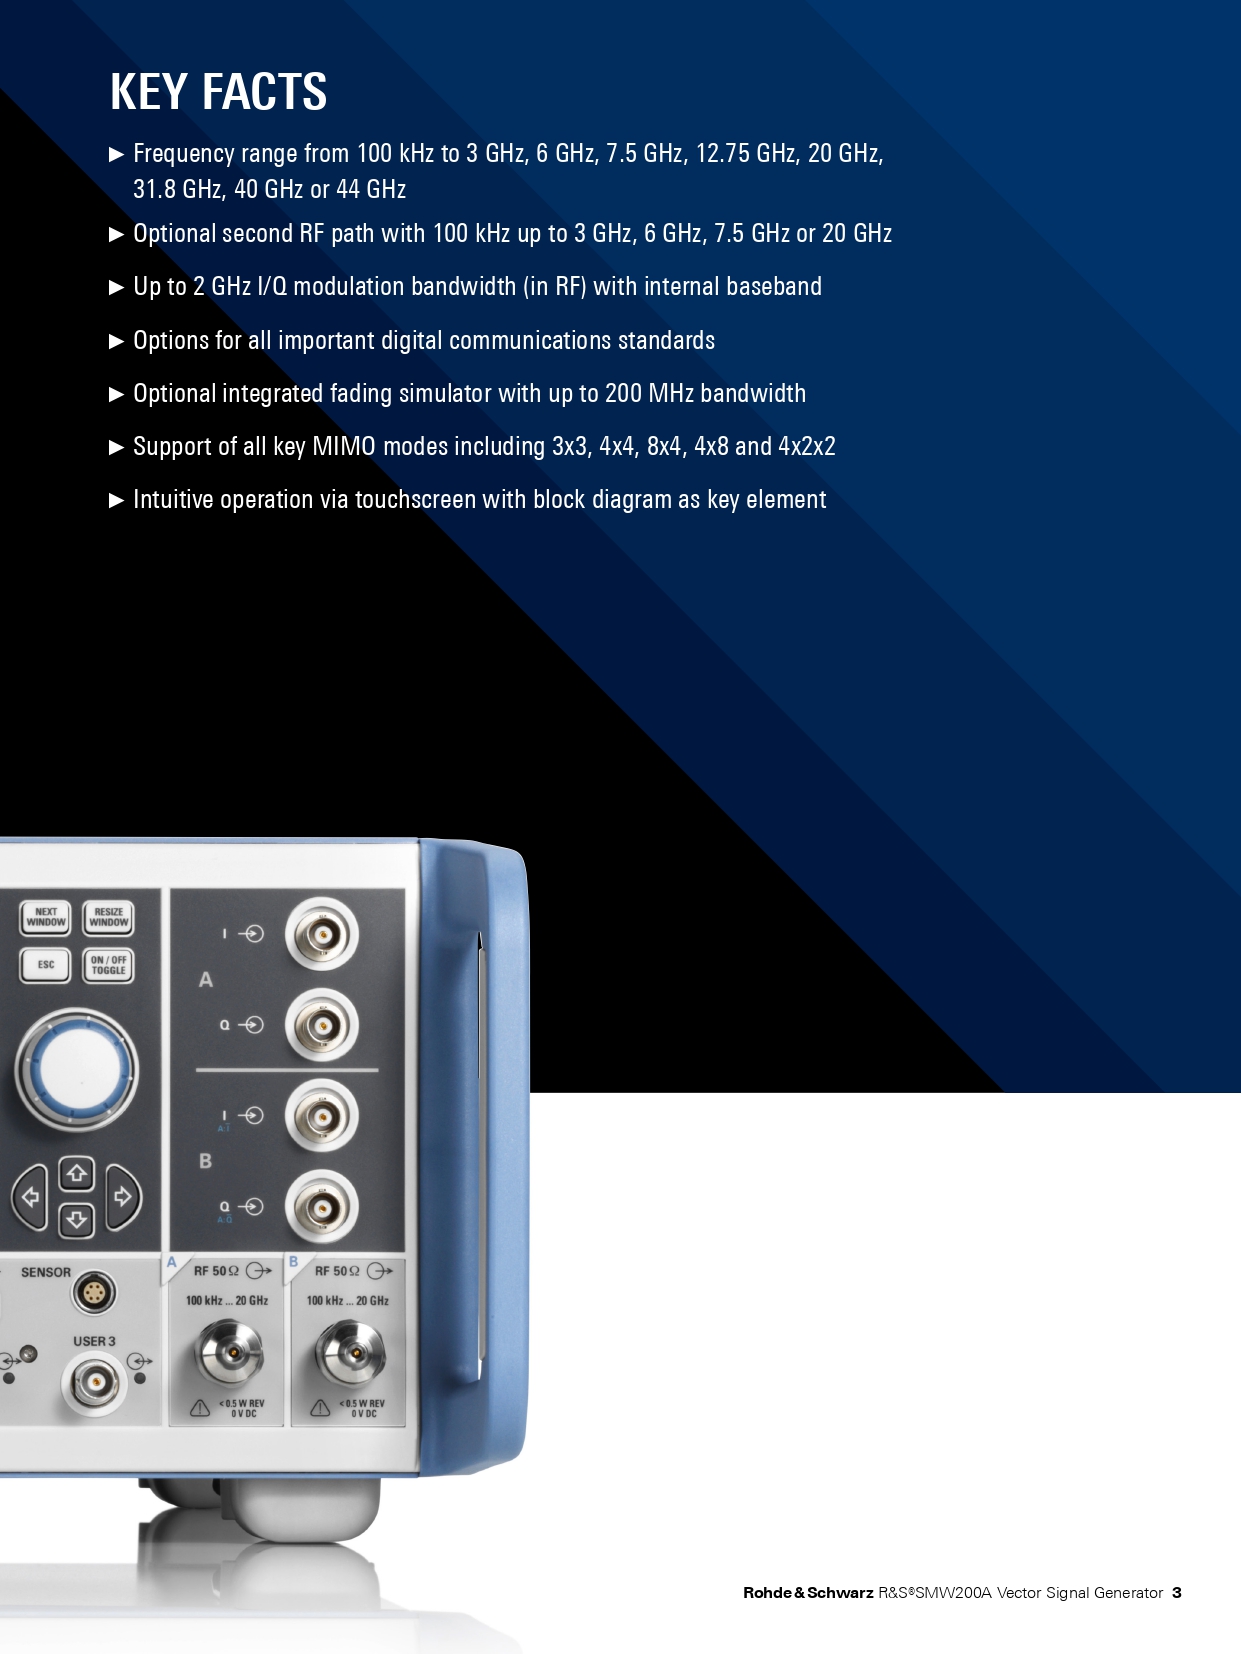 KEY FACTS
► Frequency range from 100 kHz to 3 GHz, 6 GHz, 7.5 GHz, 12.75 GHz, 20 GHz,
31.8 GHz, 40 GHz or 44 GHz
► Optional second RF path with 100 kHz up to 3 GHz, 6 GHz, 7.5 GHz or 20 GHz
► Up to 2 GHz I/Q modulation bandwidth (in RF) with internal baseband
► Options for all important digital communications standards
► Optional integrated fading simulator with up to 200 MHz bandwidth
► Support of all key MIMO modes including 3x3, 4x4, 8x4, 4x8 and 4x2x2
► Intuitive operation via touchscreen with block diagram as key element
NEXT
WINDOW
RESIZE
WINDOW
ESC
ON / OFF
TOGGLE
I
A
Q
I
A: Ī
B
Q
A: Q̄
SENSOR
USER 3
A
RF 50 Ω
100 kHz ... 20 GHz
< 0.5 W REV
0 V DC
B
RF 50 Ω
100 kHz ... 20 GHz
< 0.5 W REV
0 V DC
Rohde & Schwarz R&S®SMW200A Vector Signal Generator 3